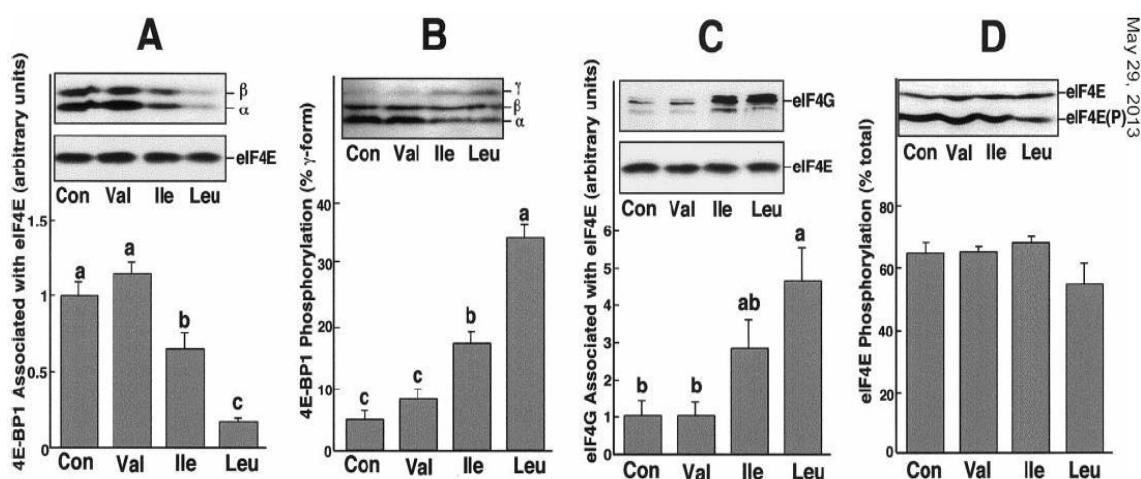 A
B
C
D
May 29, 2013
4E-BP1 Associated with eIF4E (arbitrary units)
β
α
eIF4E
Con Val Ile Leu
1.5
1
0.5
0
a
a
b
c
Con Val Ile Leu
4E-BP1 Phosphorylation (% γ-form)
γ
β
α
Con Val Ile Leu
40
30
20
10
0
c
c
b
a
Con Val Ile Leu
eIF4G Associated with eIF4E (arbitrary units)
eIF4G
eIF4E
Con Val Ile Leu
6
5
4
3
2
1
0
b
b
ab
a
Con Val Ile Leu
eIF4E Phosphorylation (% total)
eIF4E
eIF4E(P)
Con Val Ile Leu
80
60
40
20
0
Con Val Ile Leu